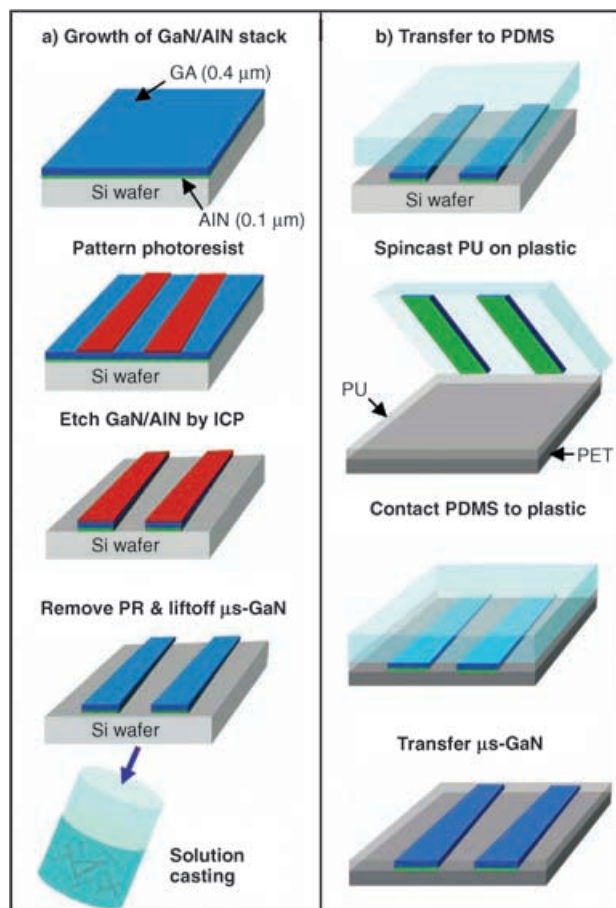 a) Growth of GaN/AlN stack
GA (0.4 μm)
Si wafer
AlN (0.1 μm)
Pattern photoresist
Si wafer
Etch GaN/AlN by ICP
Si wafer
Remove PR & liftoff μs-GaN
Si wafer
Solution
casting
b) Transfer to PDMS
Si wafer
Spincast PU on plastic
PU
PET
Contact PDMS to plastic
Transfer μs-GaN